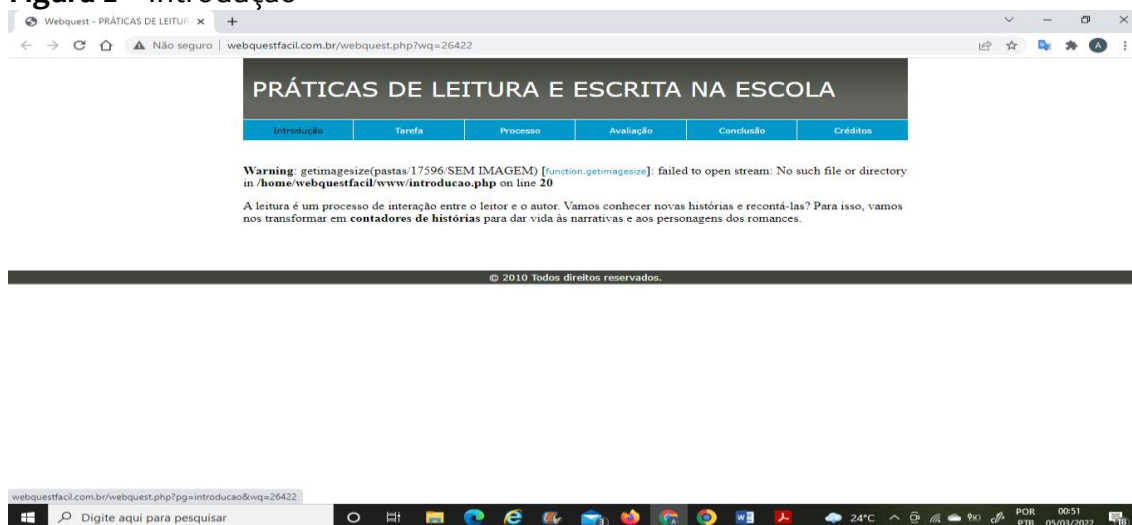 Introdução
Webquest - PRÁTICAS DE LEITUR
Não seguro | webquestfacil.com.br/webquest.php?wq=26422
A
PRÁTICAS DE LEITURA E ESCRITA NA ESCOLA
Introdução Tarefa Processo Avaliação Conclusão Créditos
Warning: getimagesize(pastas/17596/SEM IMAGEM) [function.getimagesize]: failed to open stream: No such file or directory
in /home/webquestfacil/www/introducao.php on line 20
A leitura é um processo de interação entre o leitor e o autor. Vamos conhecer novas histórias e recontá-las? Para isso, vamos
nos transformar em contadores de histórias para dar vida às narrativas e aos personagens dos romances.
© 2010 Todos direitos reservados.
webquestfacil.com.br/webquest.php?pg=introducao&wq=26422
Digite aqui para pesquisar
24°C
POR 00:51
PTB 05/03/2022